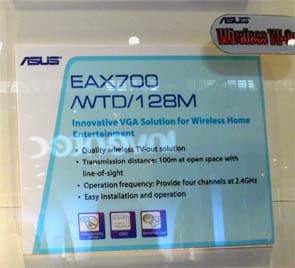 ASUS
ASUS
Wireless TV-
EAX700
/WTD/128M
Innovative VGA Solution for Wireless Home
Entertainment
• Quality wireless TV-out solution
• Transmission distance: 100m at open space with
line-of-sight
• Operation frequency: Provide four channels at 2.4GHz
• Easy installation and operation